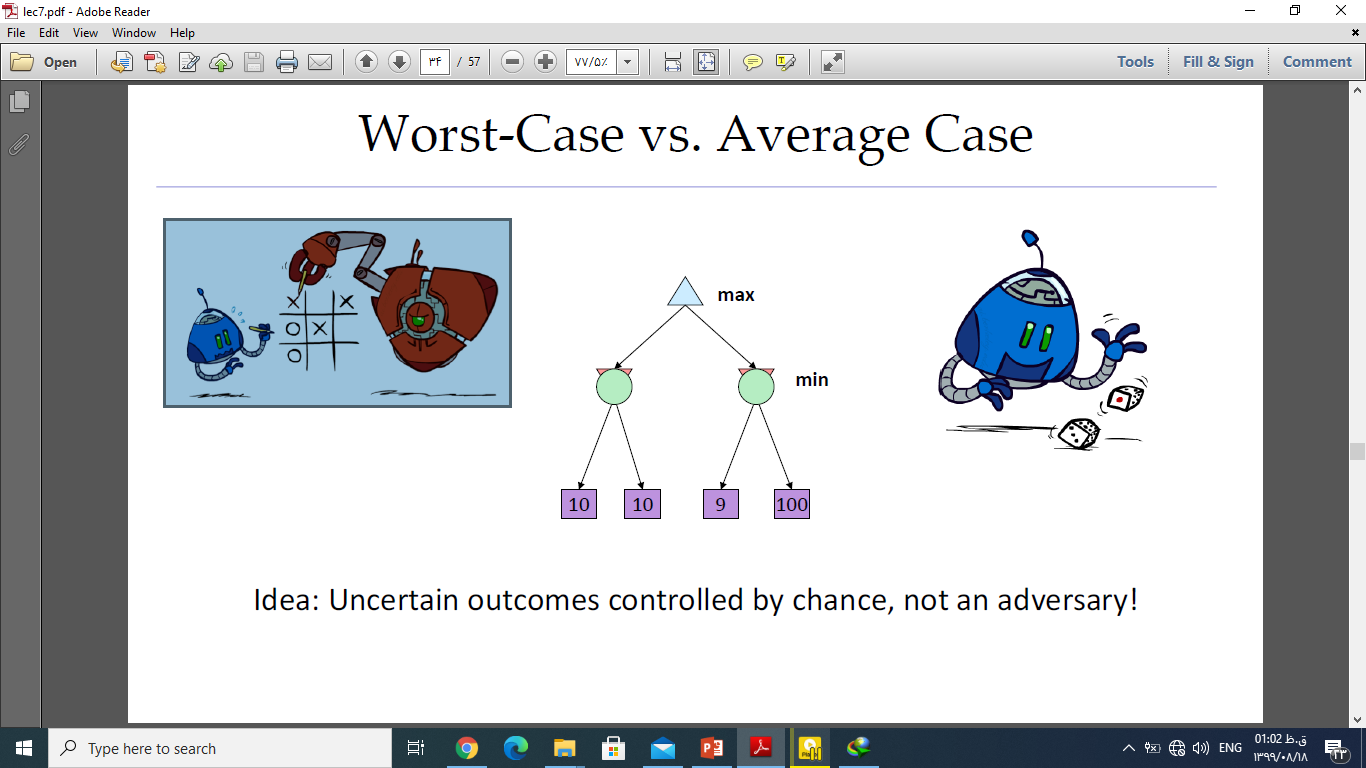 lec7.pdf - Adobe Reader
File Edit View Window Help
Open ۳۴ / 57 ۷۷/۵٪ Tools Fill & Sign Comment
Worst-Case vs. Average Case
X X
O X
O
max
min
10 10 9 100
Idea: Uncertain outcomes controlled by chance, not an adversary!
Type here to search
ENG
01:02 ق.ظ
۱۳۹۹/۰۸/۱۸
۱۳